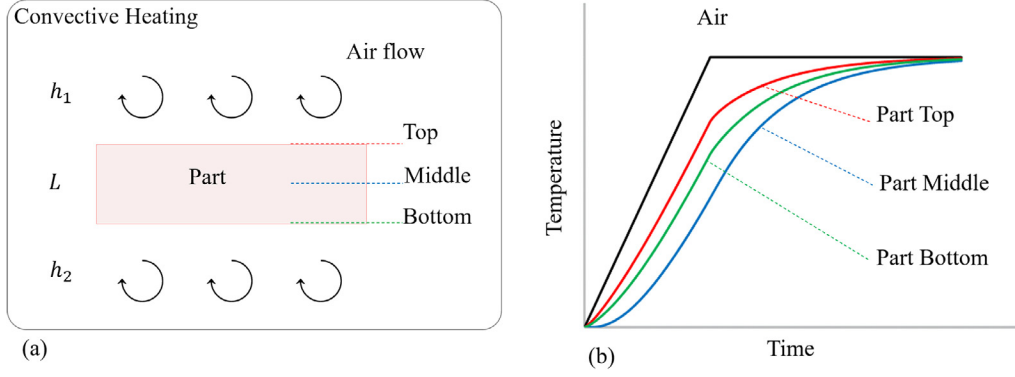 Convective Heating
Air flow
h₁
Top
Part
L
Middle
Bottom
h₂
(a)
Air
Temperature
Part Top
Part Middle
Part Bottom
Time
(b)